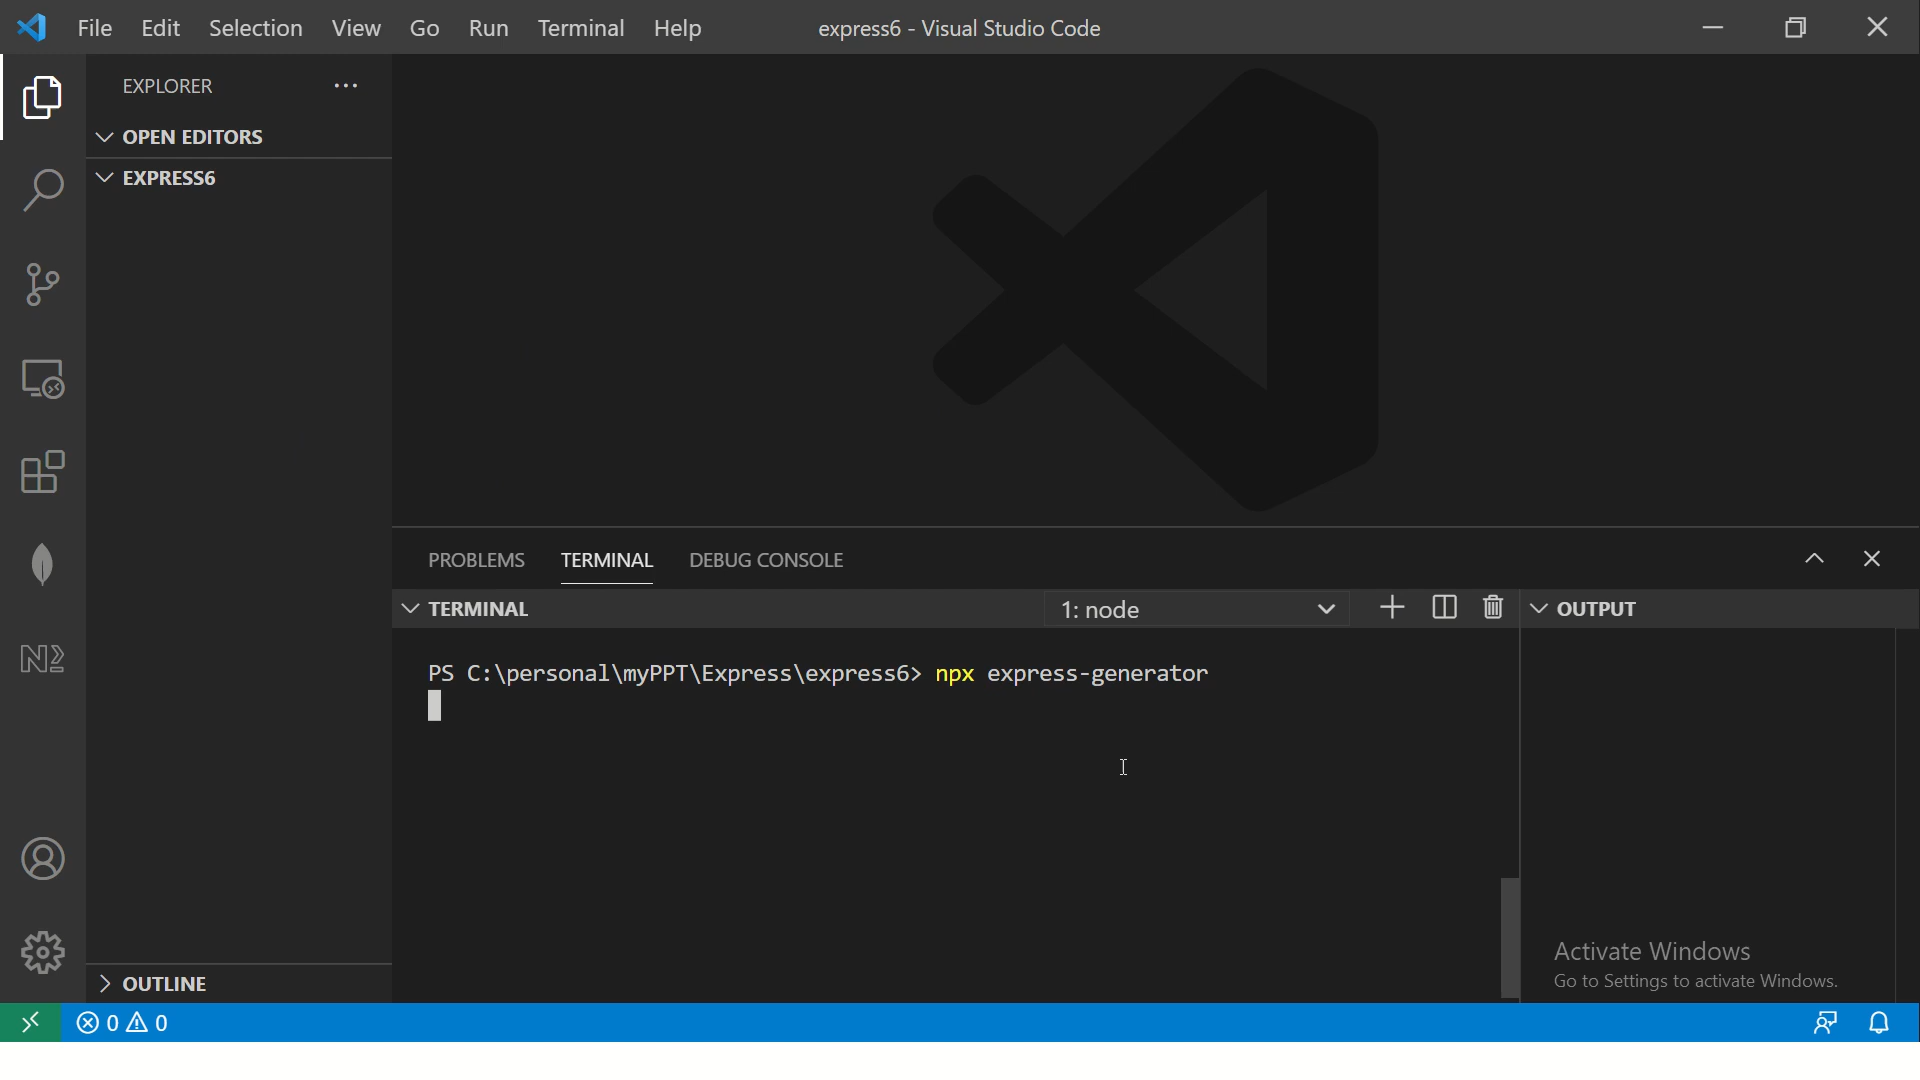 File Edit Selection View Go Run Terminal Help express6 - Visual Studio Code
EXPLORER ···
OPEN EDITORS
EXPRESS6
PROBLEMS TERMINAL DEBUG CONSOLE
TERMINAL 1: node OUTPUT
PS C:\personal\myPPT\Express\express6> npx express-generator
Activate Windows
Go to Settings to activate Windows.
OUTLINE
0 0